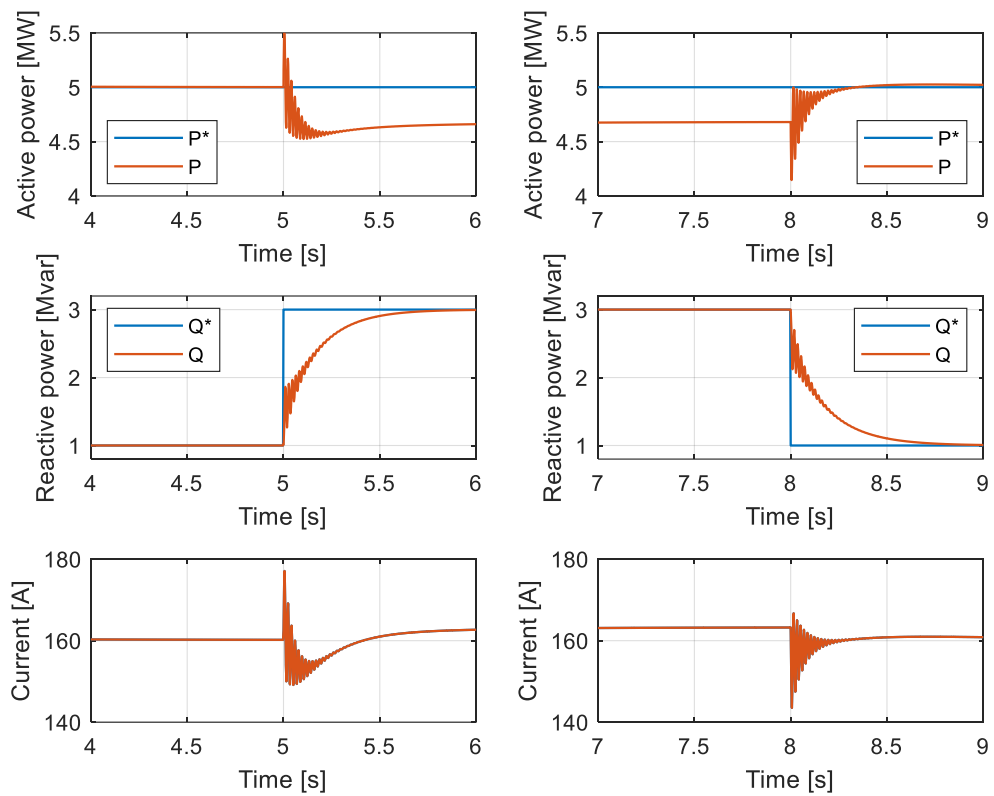 Active power [MW]
5.5
5
4.5
4
P*
P
4
4.5
5
5.5
6
Time [s]
Active power [MW]
5.5
5
4.5
4
P*
P
7
7.5
8
8.5
9
Time [s]
Reactive power [Mvar]
3
2
1
Q*
Q
4
4.5
5
5.5
6
Time [s]
Reactive power [Mvar]
3
2
1
Q*
Q
7
7.5
8
8.5
9
Time [s]
Current [A]
180
160
140
4
4.5
5
5.5
6
Time [s]
Current [A]
180
160
140
7
7.5
8
8.5
9
Time [s]